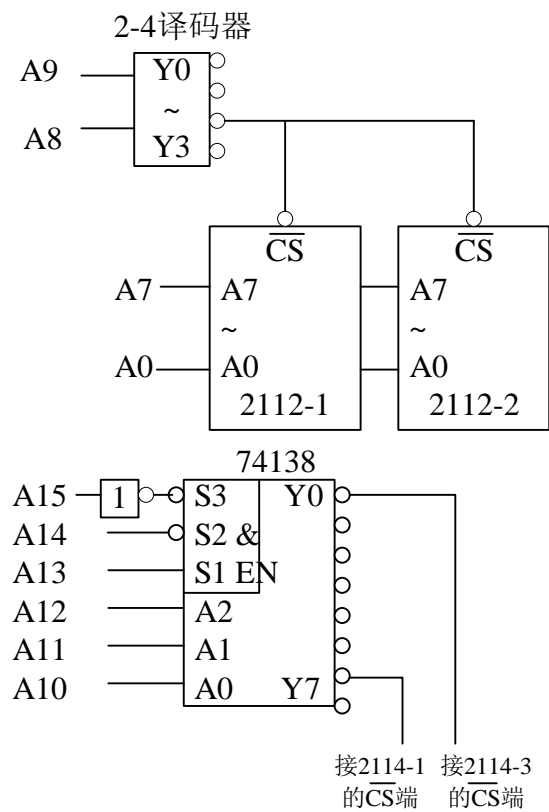 2-4译码器
A9
Y0
~
A8
Y3
CS
CS
A7
A7
A7
~
~
A0
A0
A0
2112-1
2112-2
74138
A15
1
S3
Y0
A14
S2 &
A13
S1 EN
A12
A2
A11
A1
A10
A0
Y7
接2114-1
的CS端
接2114-3
的CS端